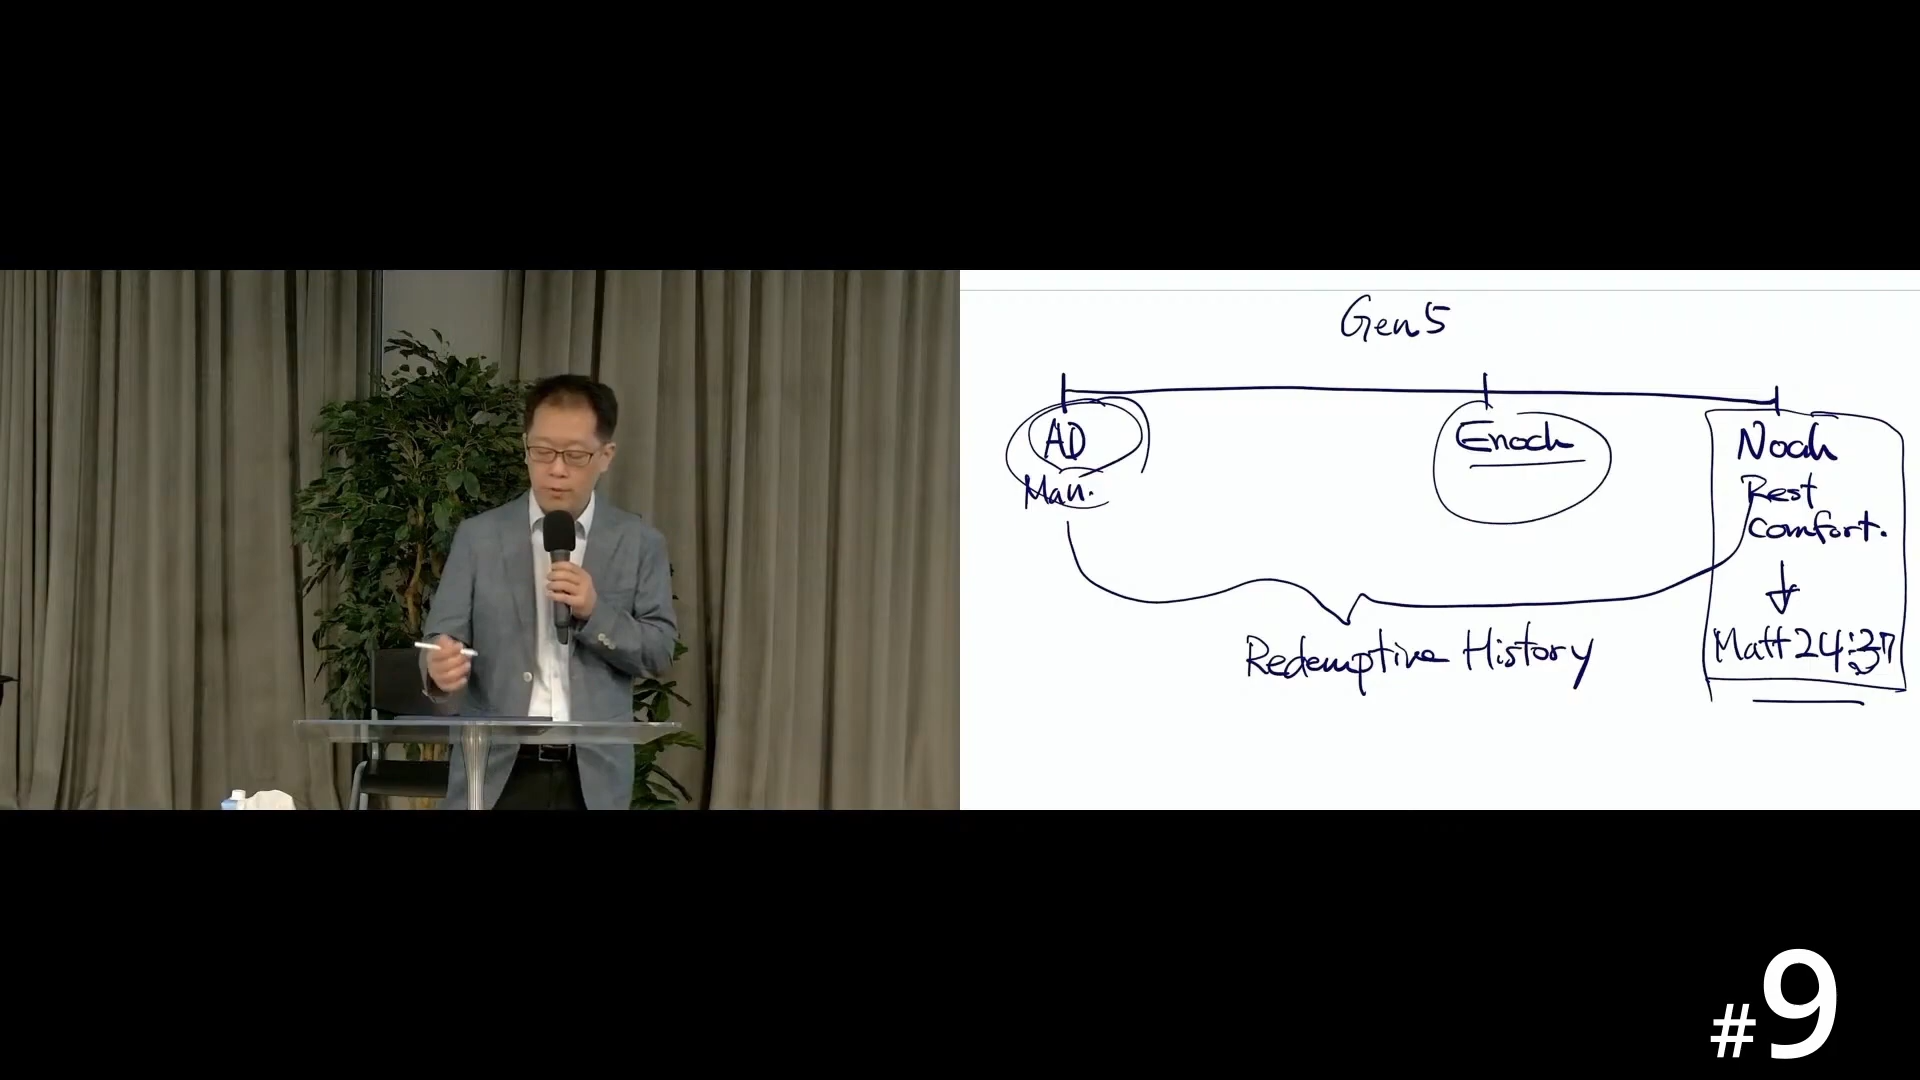 Gen 5
AD
Man.
Enoch
Noah
Rest
comfort.
Matt 24:37
Redemptive History
#9